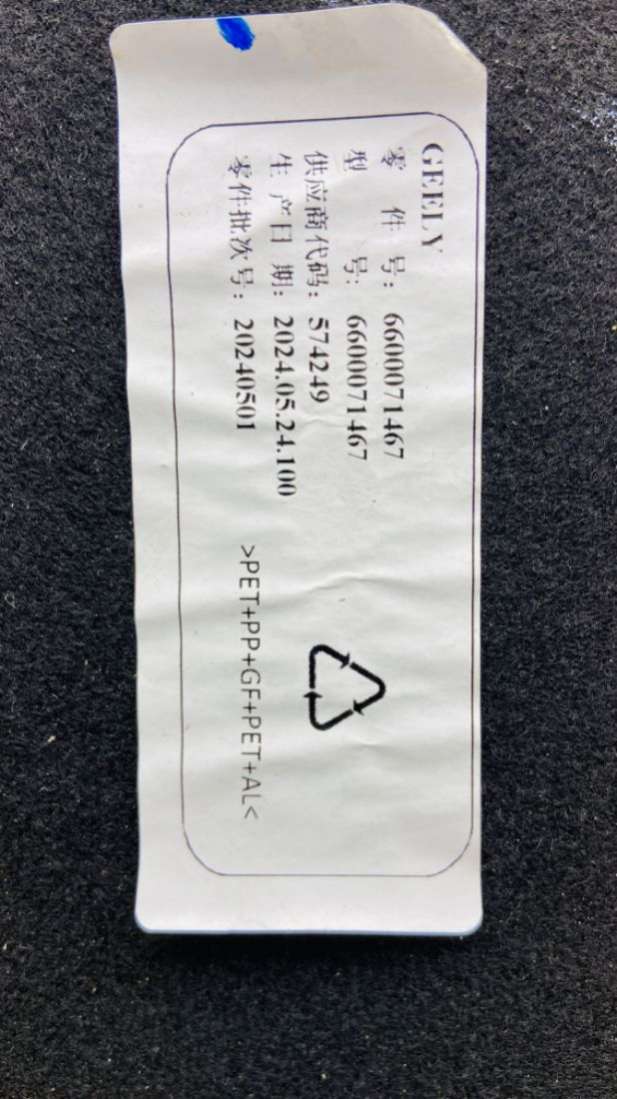 GEELY
零 件 号： 6600071467
型 号： 6600071467
供应商代码： 574249
生 产 日 期： 2024.05.24.100
零件批次号： 20240501
>PET+PP+GF+PET+AL<